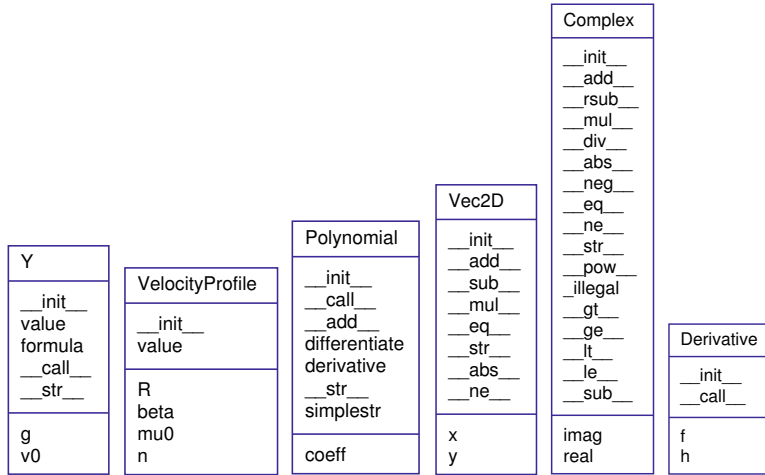 Y
__init__
value
formula
__call__
__str__
g
v0
VelocityProfile
__init__
value
R
beta
mu0
n
Polynomial
__init__
__call__
__add__
differentiate
derivative
__str__
simplestr
coeff
Vec2D
__init__
__add__
__sub__
__mul__
__eq__
__str__
__abs__
__ne__
x
y
Complex
__init__
__add__
__rsub__
__mul__
__div__
__abs__
__neg__
__eq__
__ne__
__str__
__pow__
_illegal
__gt__
__ge__
__lt__
__le__
__sub__
imag
real
Derivative
__init__
__call__
f
h